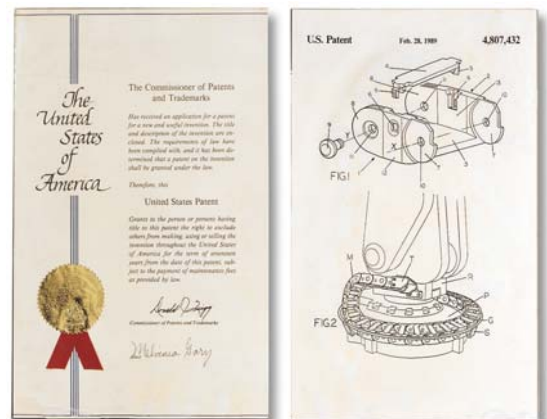 The
United
States
of
America
The Commissioner of Patents
and Trademarks
Has received an application for a patent
for a new and useful invention. The title
and description of the invention are en-
closed. The requirements of law have
been complied with, and it has been de-
termined that a patent on the invention
shall be granted under the law.
Therefore, this
United States Patent
Grants to the person or persons having
title to this patent the right to exclude
others from making, using or selling the
invention throughout the United States
of America for the term of seventeen
years from the date of this patent, sub-
ject to the payment of maintenance fees
as provided by law.
Commissioner of Patents and Trademarks
U.S. Patent
Feb. 28, 1989
4,807,432
FIG.1
FIG.2
M
T
R
P
G
S